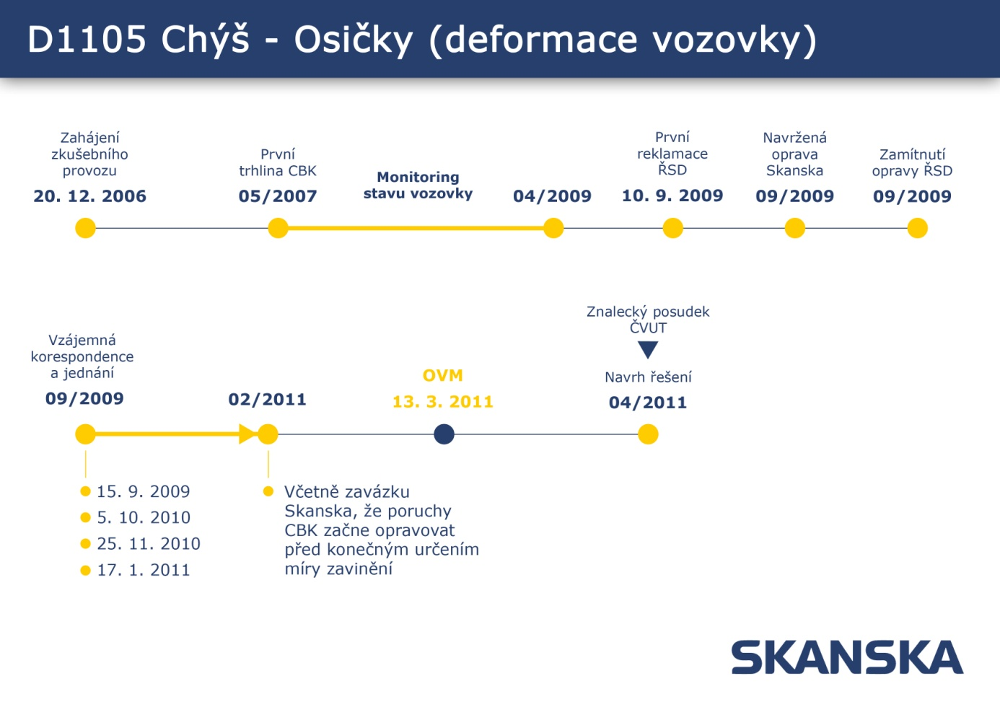 D1105 Chýš - Osičky (deformace vozovky)
Zahájení
zkušebního
provozu
20. 12. 2006
První
trhlina CBK
05/2007
Monitoring
stavu vozovky
04/2009
První
reklamace
ŘSD
10. 9. 2009
Navržená
oprava
Skanska
09/2009
Zamítnutí
opravy ŘSD
09/2009
Vzájemná
korespondence
a jednání
09/2009
02/2011
OVM
13. 3. 2011
Znalecký posudek
ČVUT
Navrh řešení
04/2011
15. 9. 2009
5. 10. 2010
25. 11. 2010
17. 1. 2011
Včetně zavázku
Skanska, že poruchy
CBK začne opravovat
před konečným určením
míry zavinění
SKANSKA